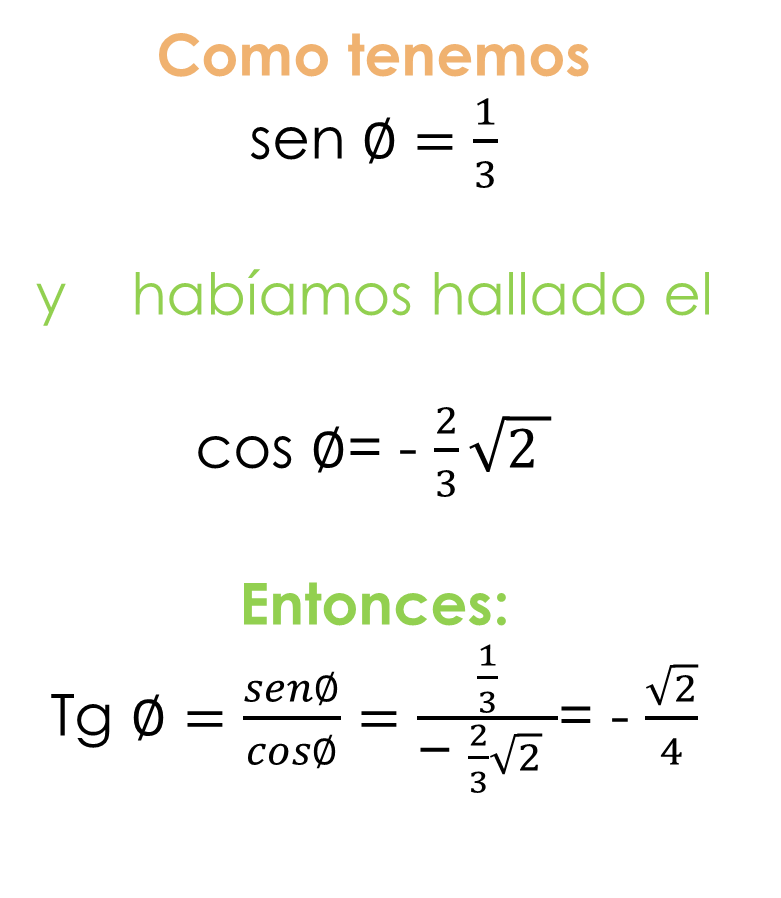 Como tenemos
sen ∅ = 1/3
y habíamos hallado el
cos ∅= - 2/3 √2
Entonces:
Tg ∅ = sen∅/cos∅ = (1/3)/(− 2/3 √2) = - √2/4